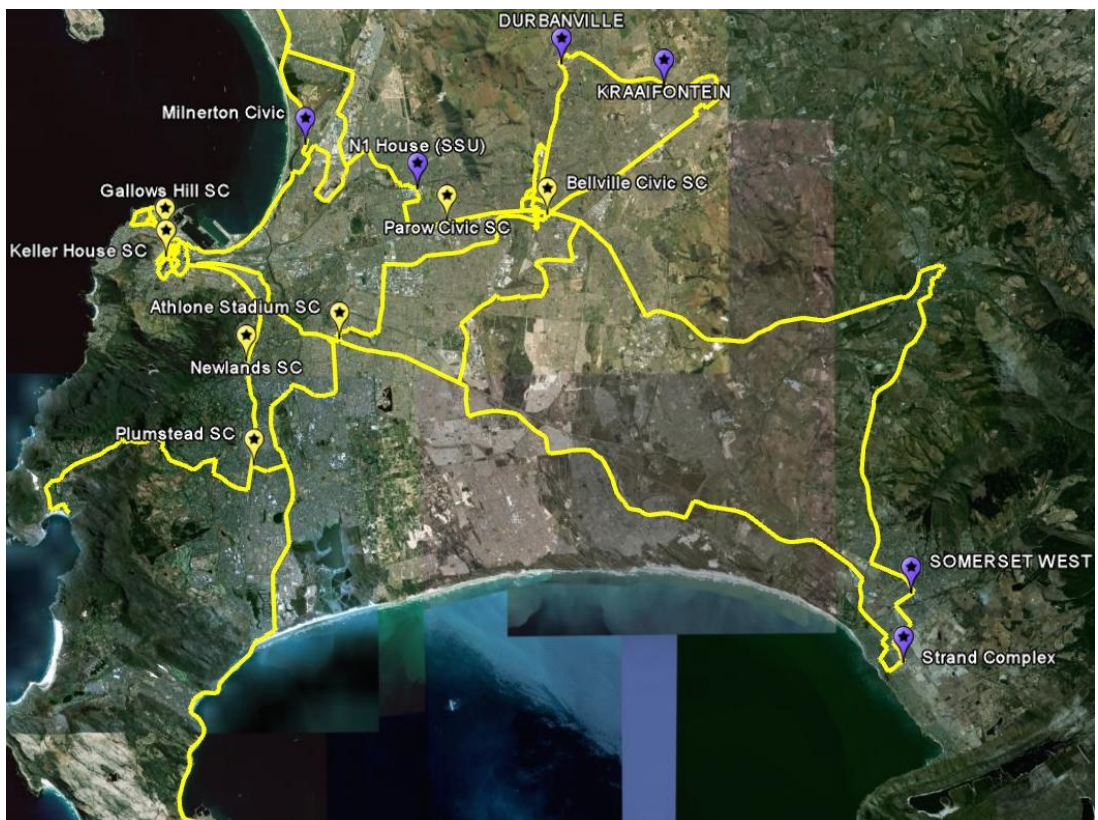 DURBANVILLE
KRAAIFONTEIN
Milnerton Civic
N1 House (SSU)
Gallows Hill SC
Bellville Civic SC
Parow Civic SC
Keller House SC
Athlone Stadium SC
Newlands SC
Plumstead SC
SOMERSET WEST
Strand Complex